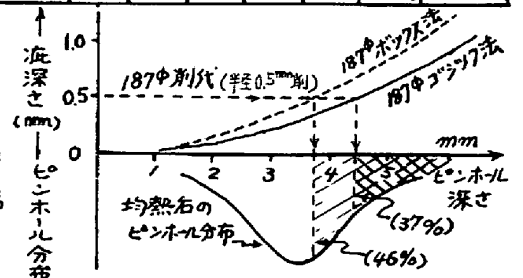 疵深さ(mm)
ピンホール分布
1.0
0.5
0
187φ削代(半径0.5mm削)
187φボックス法
187φゴシック法
1
2
3
4
5
mm
ピンホール
深さ
均熱后の
ピンホール分布
(37%)
(46%)